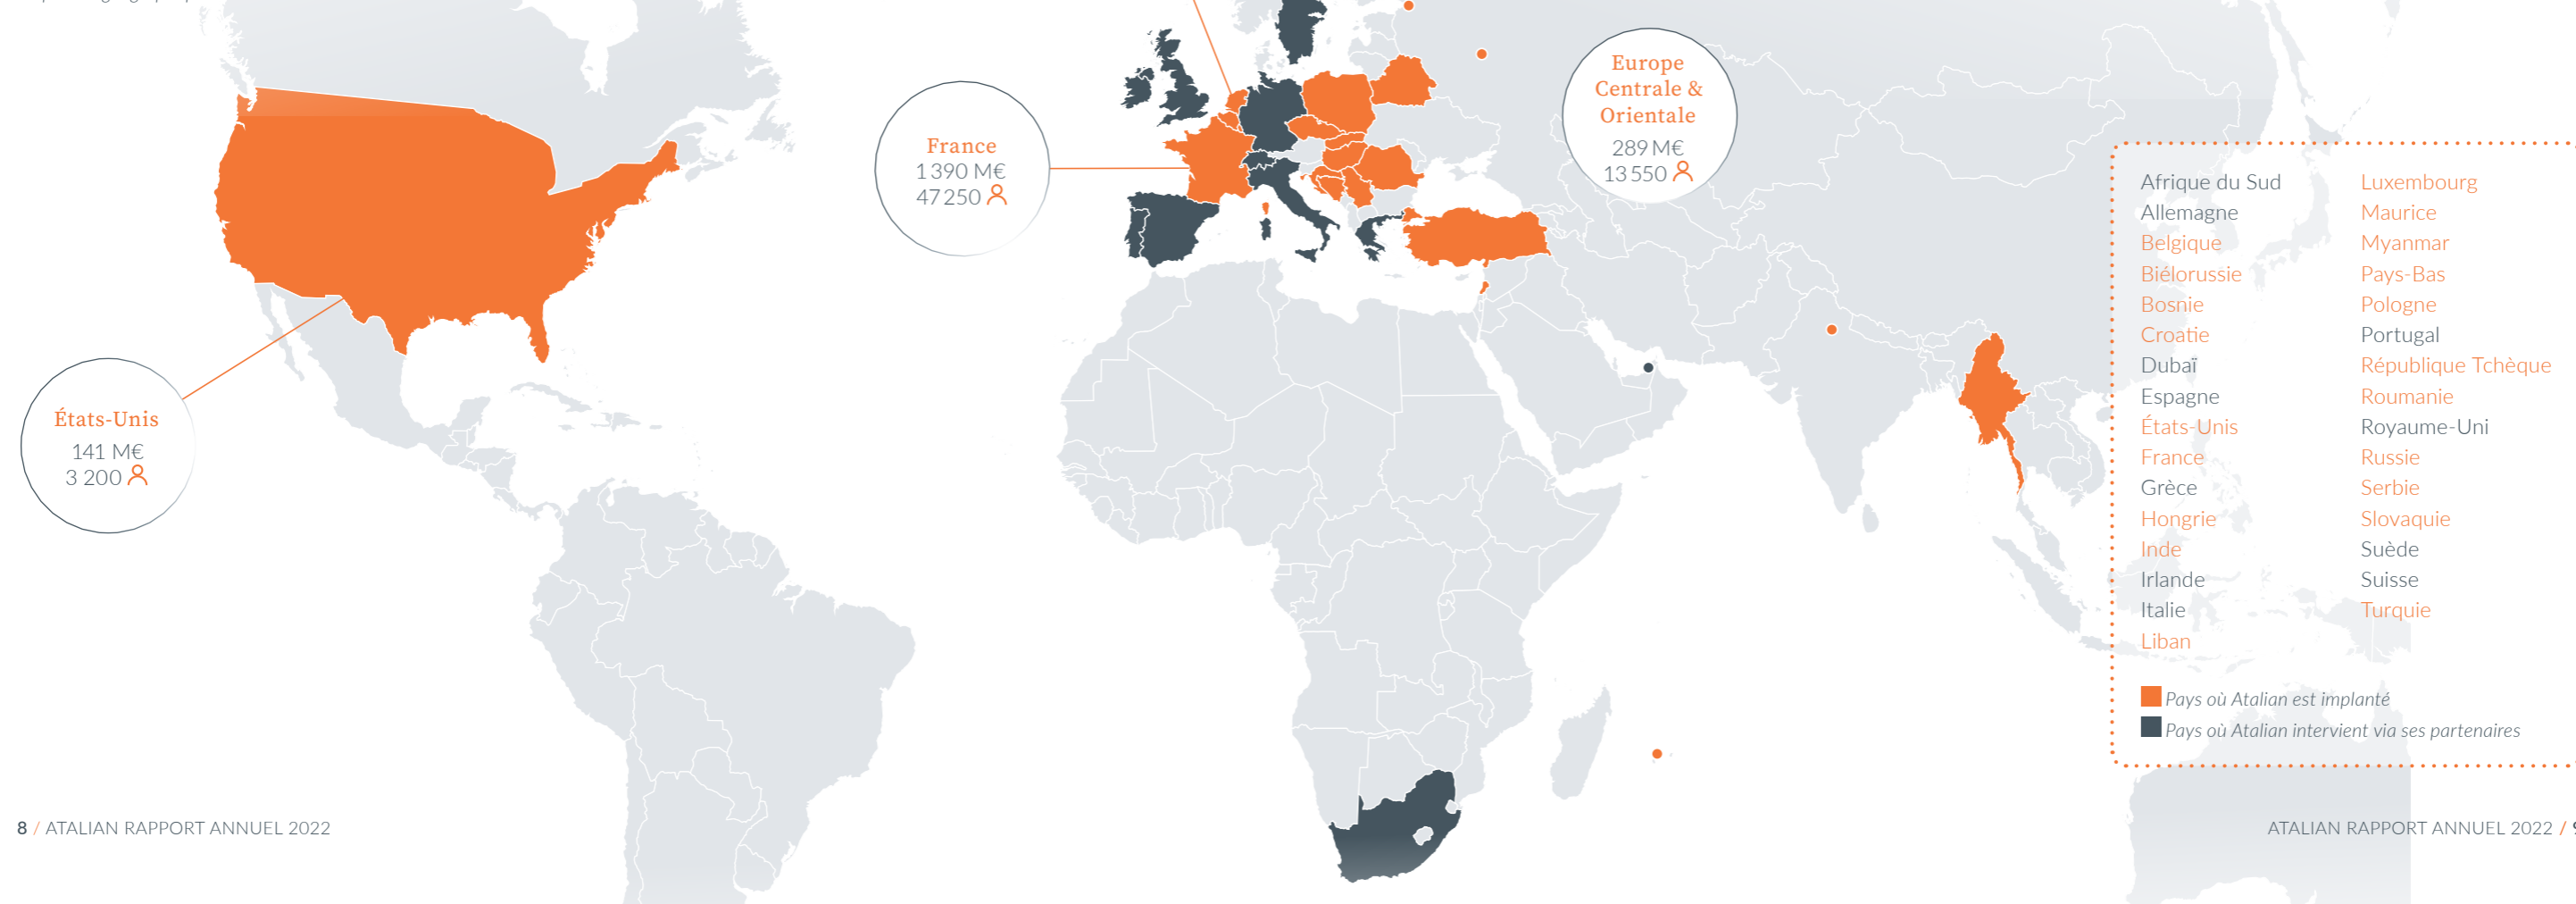 États-Unis
141 M€
3 200
France
1 390 M€
47 250
Europe
Centrale &
Orientale
289 M€
13 550
Afrique du Sud
Allemagne
Belgique
Biélorussie
Bosnie
Croatie
Dubaï
Espagne
États-Unis
France
Grèce
Hongrie
Inde
Irlande
Italie
Liban
Luxembourg
Maurice
Myanmar
Pays-Bas
Pologne
Portugal
République Tchèque
Roumanie
Royaume-Uni
Russie
Serbie
Slovaquie
Suède
Suisse
Turquie
Pays où Atalian est implanté
Pays où Atalian intervient via ses partenaires
8 / ATALIAN RAPPORT ANNUEL 2022
ATALIAN RAPPORT ANNUEL 2022 /